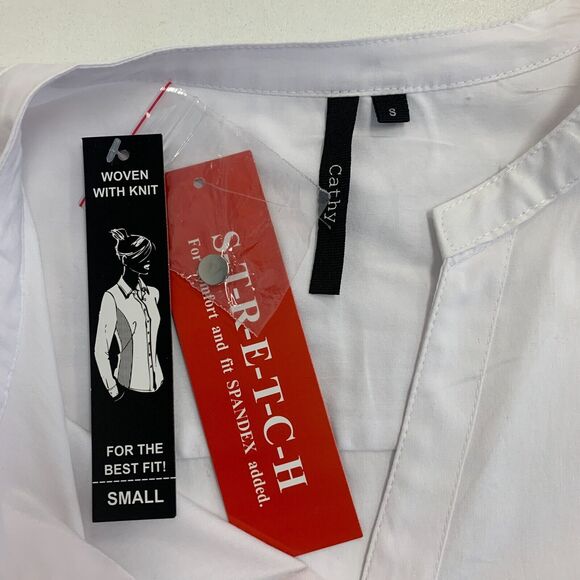 WOVEN
WITH KNIT
FOR THE
BEST FIT!
SMALL
S-T-R-E-T-C-H
For comfort and fit SPANDEX added.
Cathy
S